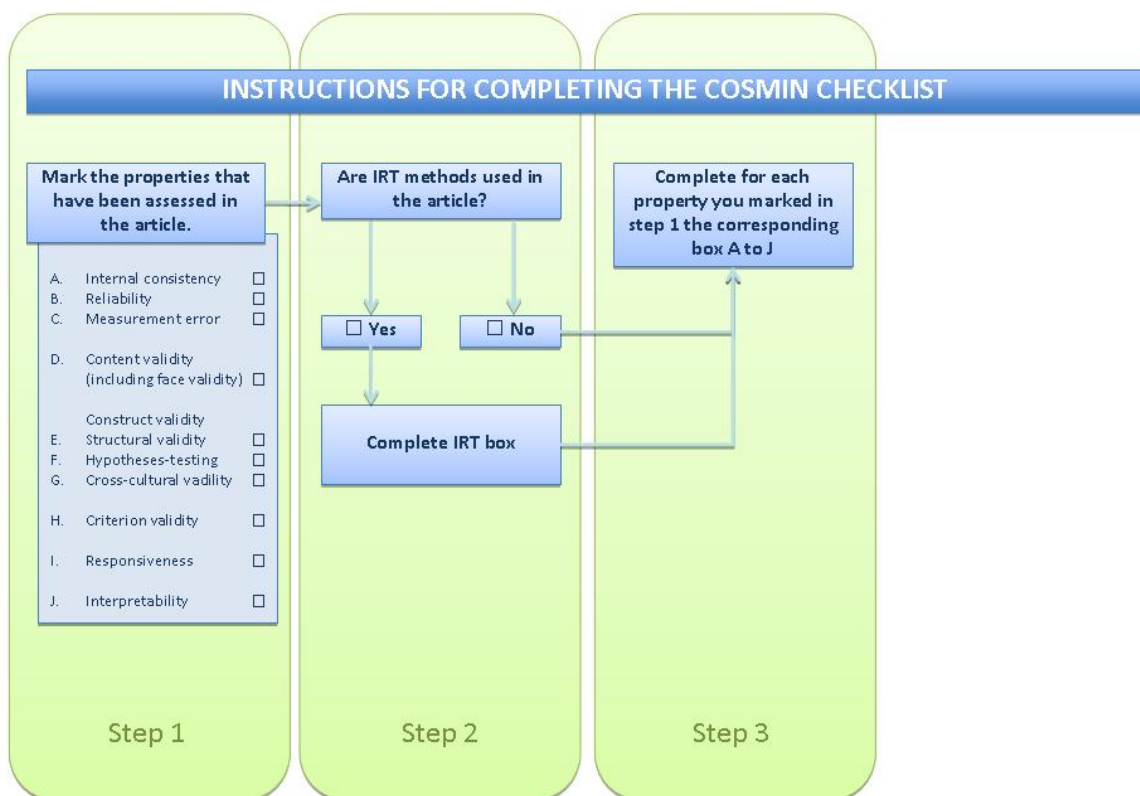 INSTRUCTIONS FOR COMPLETING THE COSMIN CHECKLIST
Mark the properties that
have been assessed in
the article.
A. Internal consistency □
B. Reliability □
C. Measurement error □
D. Content validity
(including face validity) □
Construct validity
E. Structural validity □
F. Hypotheses-testing □
G. Cross-cultural vadility □
H. Criterion validity □
I. Responsiveness □
J. Interpretability □
Step 1
Are IRT methods used in
the article?
□ Yes
□ No
Complete IRT box
Step 2
Complete for each
property you marked in
step 1 the corresponding
box A to J
Step 3